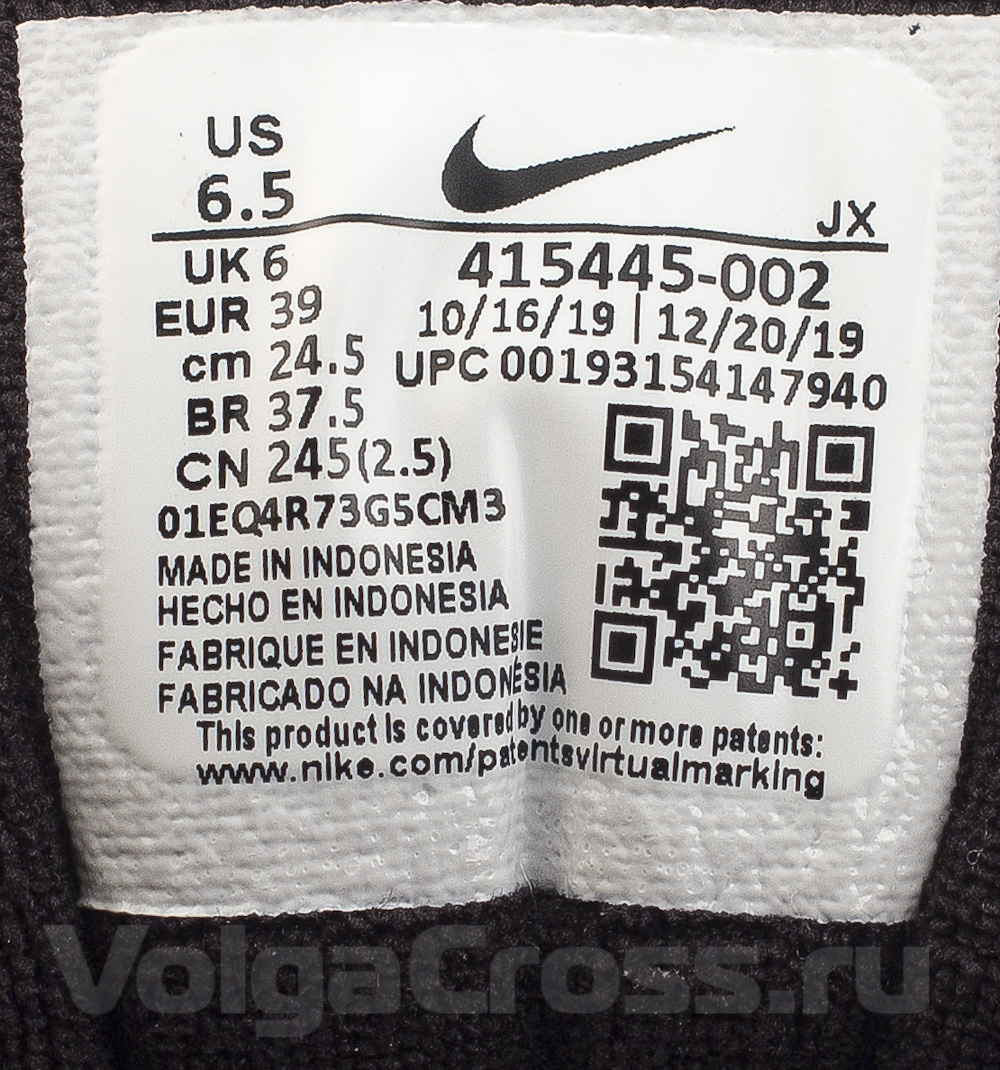 US
6.5
JX
UK 6
EUR 39
cm 24.5
BR 37.5
CN 245(2.5)
415445-002
10/16/19 | 12/20/19
UPC 00193154147940
01EQ4R73G5CM3
MADE IN INDONESIA
HECHO EN INDONESIA
FABRIQUE EN INDONESIE
FABRICADO NA INDONÉSIA
This product is covered by one or more patents:
www.nike.com/patentsvirtualmarking
VolgaCross.ru